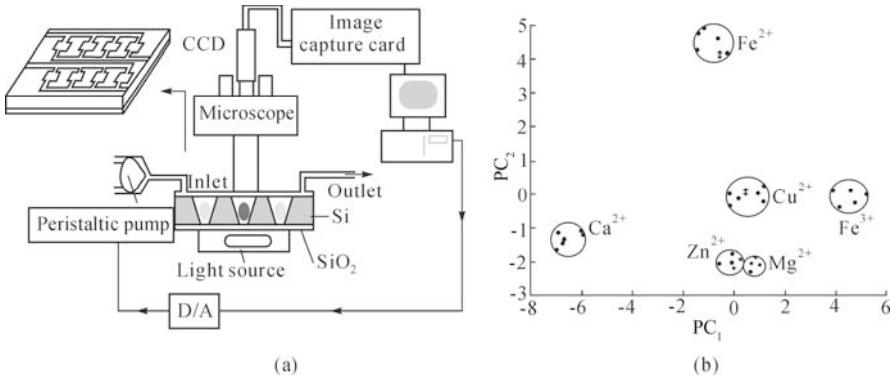 CCD
Image
capture card
Microscope
Inlet
Outlet
Peristaltic pump
Si
Light source
SiO₂
D/A
(a)
PC₂
5
4
3
2
1
0
-1
-2
-3
-8
-6
-4
-2
0
2
4
6
PC₁
Fe²⁺
Cu²⁺
Fe³⁺
Ca²⁺
Zn²⁺
Mg²⁺
(b)